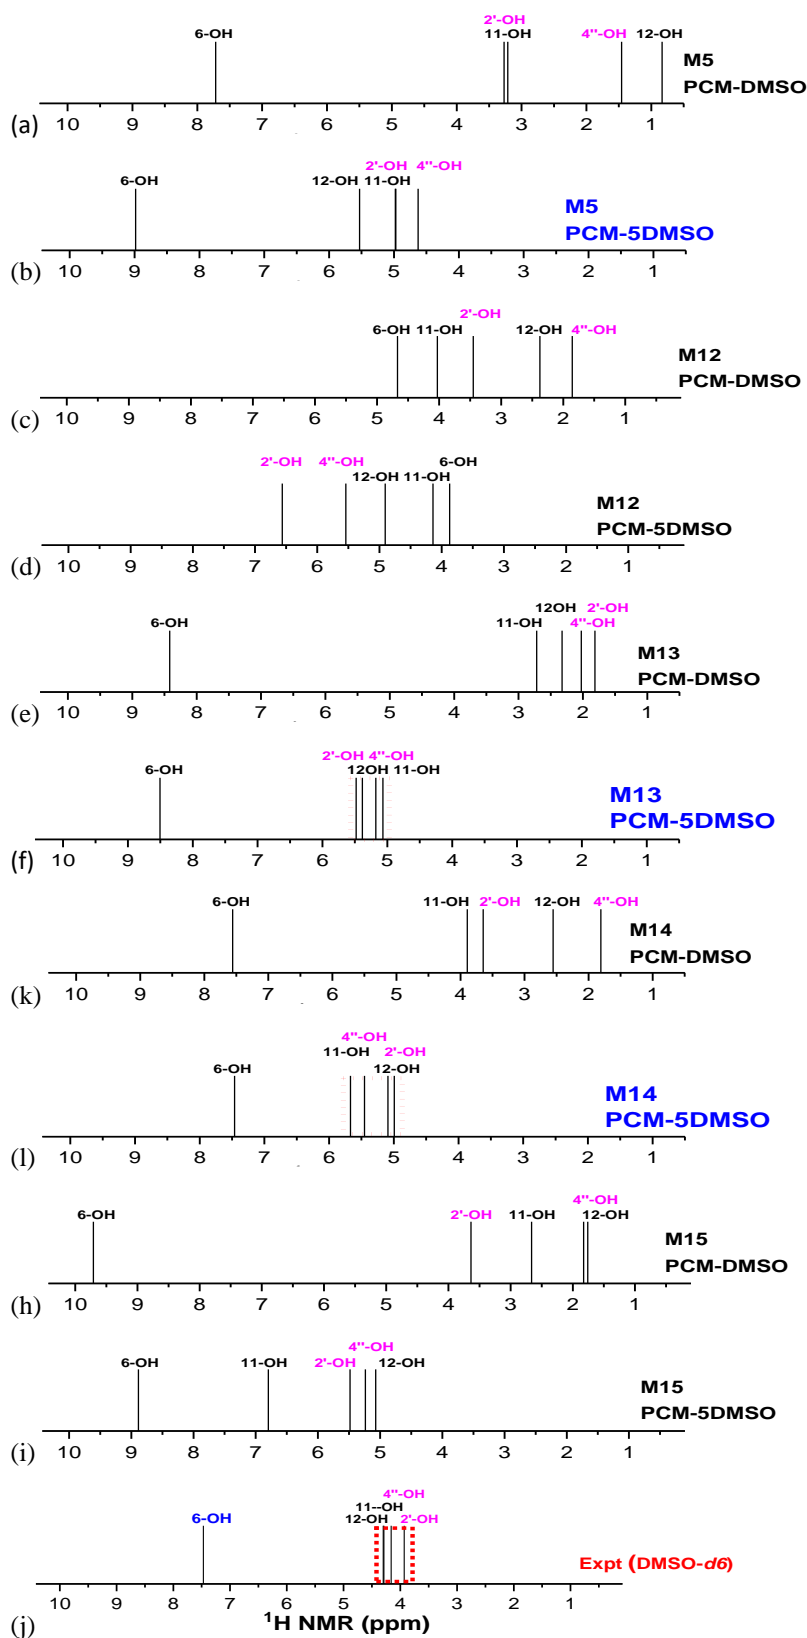 2'-OH
6-OH 11-OH 4''-OH 12-OH
M5
PCM-DMSO
(a) 10 9 8 7 6 5 4 3 2 1
2'-OH 4''-OH
6-OH 12-OH 11-OH
M5
PCM-5DMSO
(b) 10 9 8 7 6 5 4 3 2 1
2'-OH
6-OH 11-OH 12-OH 4''-OH
M12
PCM-DMSO
(c) 10 9 8 7 6 5 4 3 2 1
2'-OH 4''-OH 6-OH
12-OH 11-OH
M12
PCM-5DMSO
(d) 10 9 8 7 6 5 4 3 2 1
12OH 2'-OH
6-OH 11-OH 4''-OH
M13
PCM-DMSO
(e) 10 9 8 7 6 5 4 3 2 1
2'-OH 4''-OH
6-OH 12OH 11-OH
M13
PCM-5DMSO
(f) 10 9 8 7 6 5 4 3 2 1
6-OH 11-OH 2'-OH 12-OH 4''-OH
M14
PCM-DMSO
(k) 10 9 8 7 6 5 4 3 2 1
4''-OH
11-OH 2'-OH
6-OH 12-OH
M14
PCM-5DMSO
(l) 10 9 8 7 6 5 4 3 2 1
4''-OH
6-OH 2'-OH 11-OH 12-OH
M15
PCM-DMSO
(h) 10 9 8 7 6 5 4 3 2 1
4''-OH
6-OH 11-OH 2'-OH 12-OH
M15
PCM-5DMSO
(i) 10 9 8 7 6 5 4 3 2 1
4''-OH
11--OH
6-OH 12-OH 2'-OH
Expt (DMSO-d6)
10 9 8 7 6 5 4 3 2 1
(j) ¹H NMR (ppm)